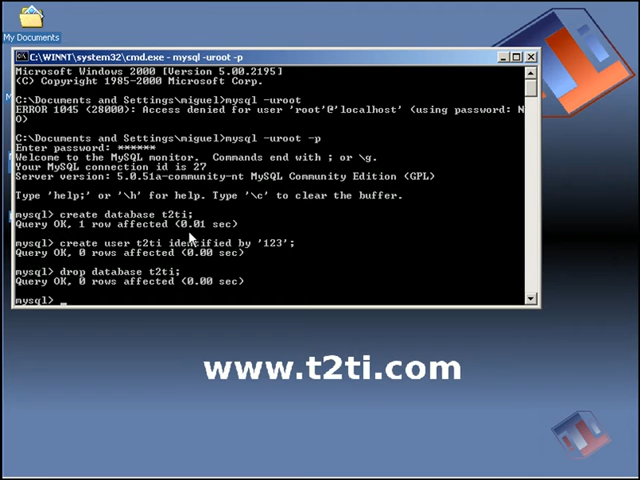 My Documents
C:\WINNT\system32\cmd.exe - mysql -uroot -p
Microsoft Windows 2000 [Version 5.00.2195]
(C) Copyright 1985-2000 Microsoft Corp.
C:\Documents and Settings\miguel>mysql -uroot
ERROR 1045 (28000): Access denied for user 'root'@'localhost' (using password: N
O)
C:\Documents and Settings\miguel>mysql -uroot -p
Enter password: ******
Welcome to the MySQL monitor.  Commands end with ; or \g.
Your MySQL connection id is 27
Server version: 5.0.51a-community-nt MySQL Community Edition (GPL)
Type 'help;' or '\h' for help. Type '\c' to clear the buffer.
mysql> create database t2ti;
Query OK, 1 row affected (0.01 sec)
mysql> create user t2ti identified by '123';
Query OK, 0 rows affected (0.00 sec)
mysql> drop database t2ti;
Query OK, 0 rows affected (0.00 sec)
mysql> _
www.t2ti.com